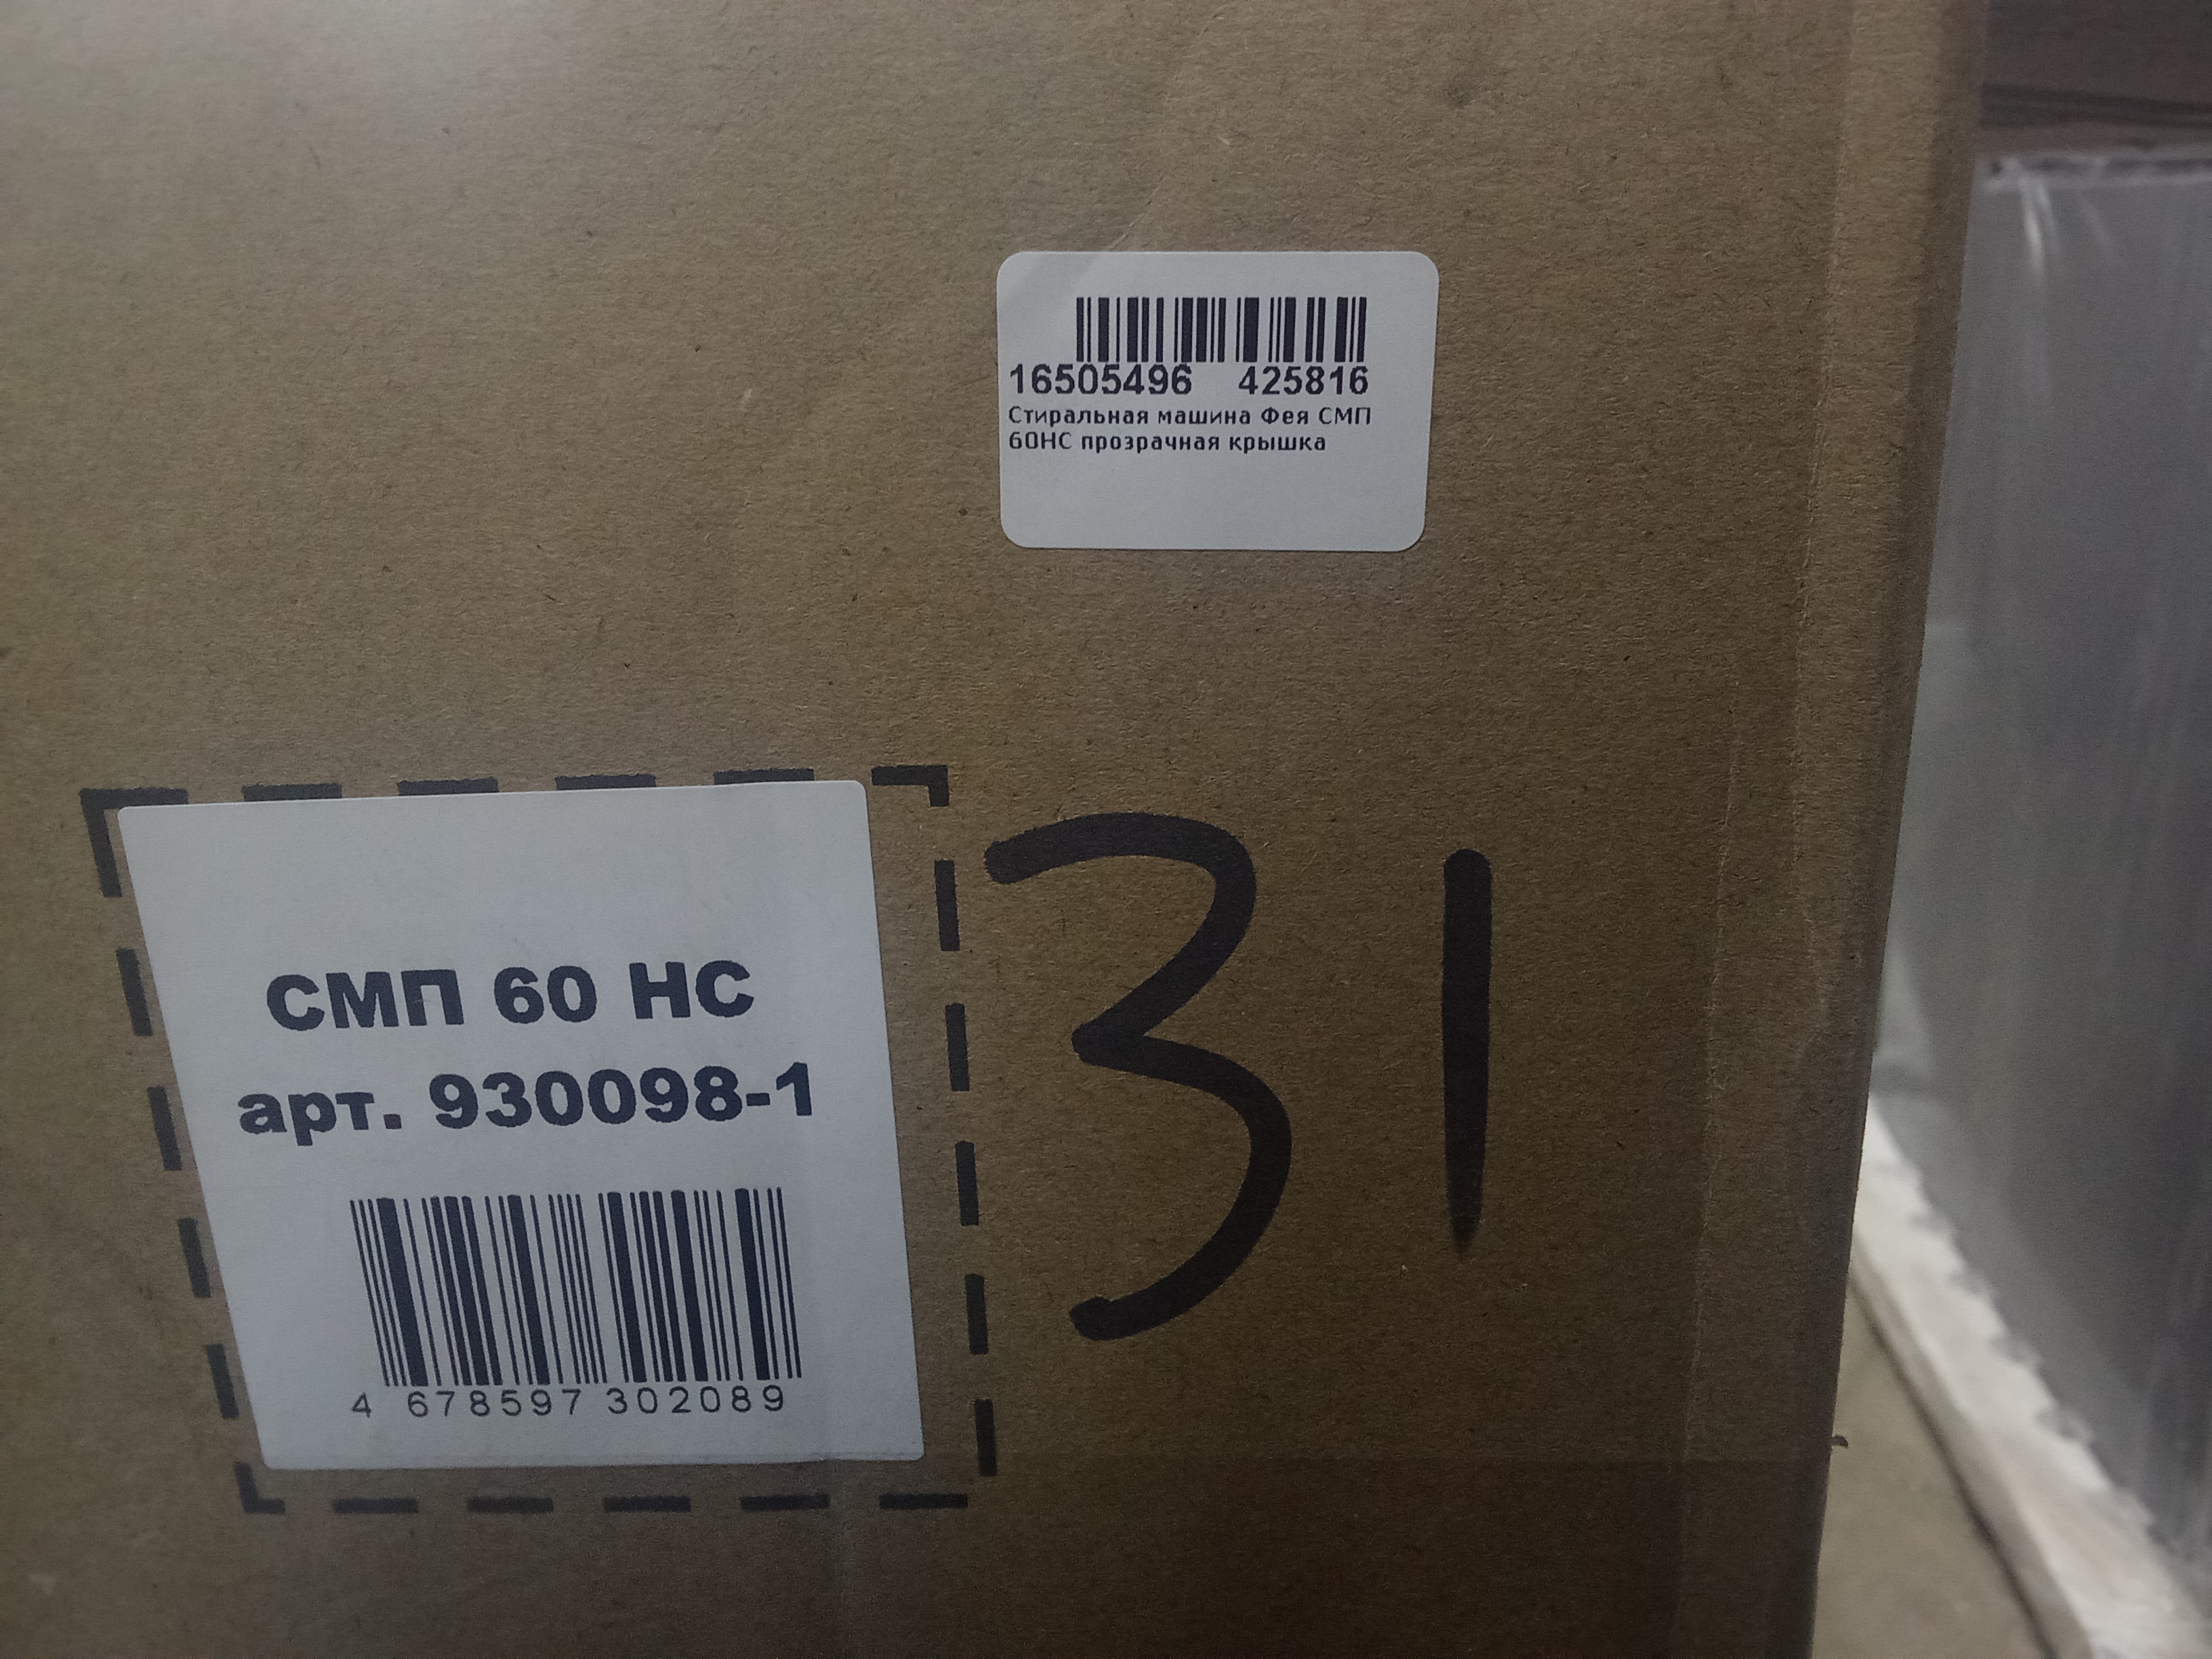 16505496 425816
Стиральная машина Фея СМП
60НС прозрачная крышка
СМП 60 НС
арт. 930098-1
4 678597 302089
31